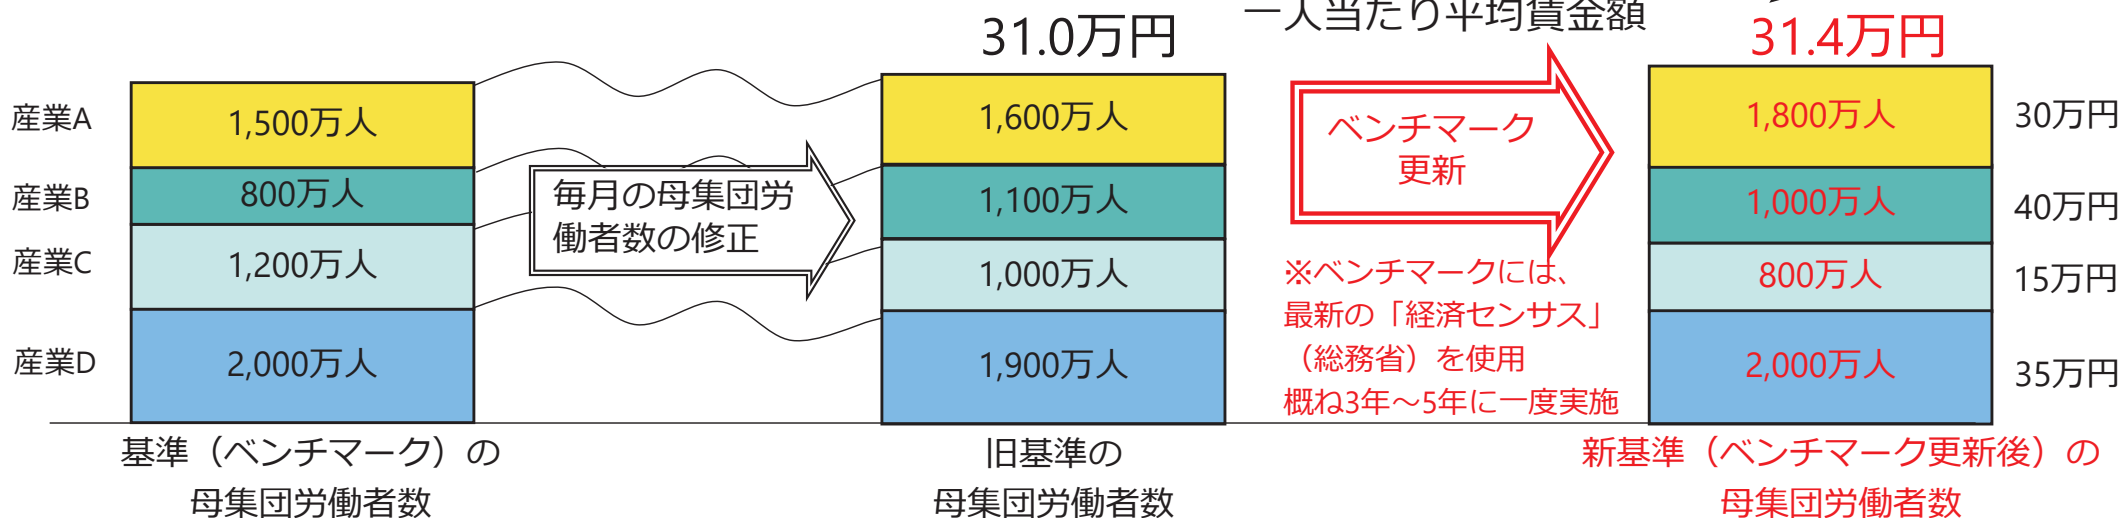 一人当たり平均賃金額
31.0万円
31.4万円
産業A
1,500万人
1,600万人
1,800万人
30万円
産業B
800万人
1,100万人
1,000万人
40万円
産業C
1,200万人
1,000万人
800万人
15万円
産業D
2,000万人
1,900万人
2,000万人
35万円
毎月の母集団労
働者数の修正
ベンチマーク
更新
※ベンチマークには、
最新の「経済センサス」
（総務省）を使用
概ね3年～5年に一度実施
基準（ベンチマーク）の
母集団労働者数
旧基準の
母集団労働者数
新基準（ベンチマーク更新後）の
母集団労働者数